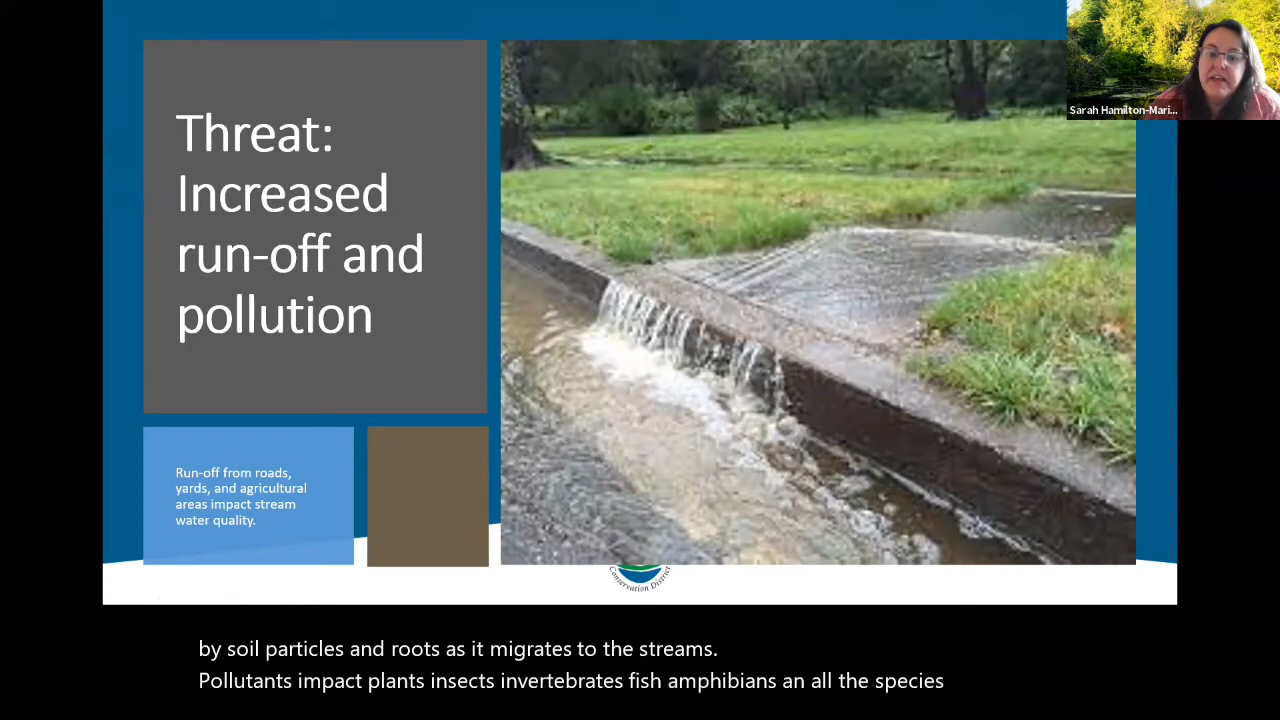 Threat:
Increased
run-off and
pollution
Sarah Hamilton-Mari...
Run-off from roads,
yards, and agricultural
areas impact stream
water quality.
Conservation District
by soil particles and roots as it migrates to the streams.
Pollutants impact plants insects invertebrates fish amphibians an all the species